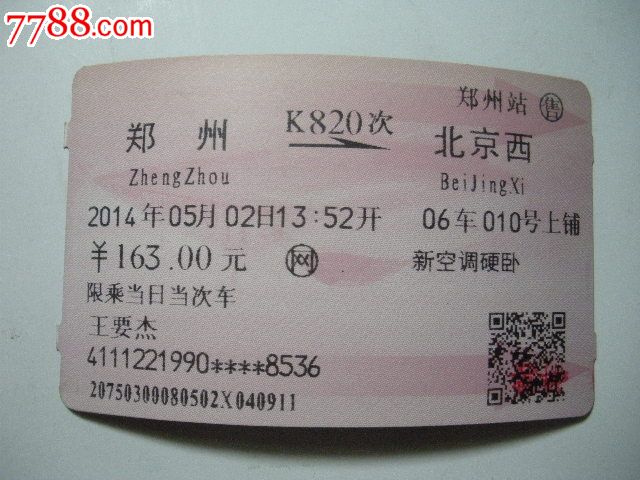 7788.com
郑州站 售
郑州 K820次 北京西
ZhengZhou BeiJingXi
2014年05月02日13:52开 06车010号上铺
￥163.00元 网 新空调硬卧
限乘当日当次车
王要杰
4111221990****8536
20750300080502X040911